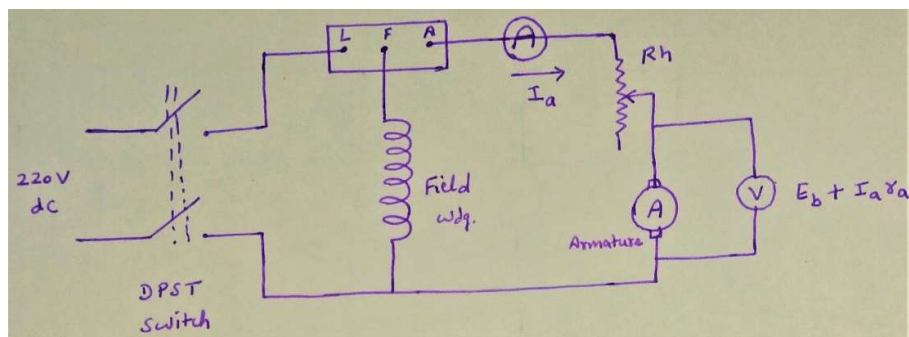 L F A
A
Rh
Ia
220V
dC
Field
wdg.
A
V
Eb + Iara
Armature
DPST
Switch